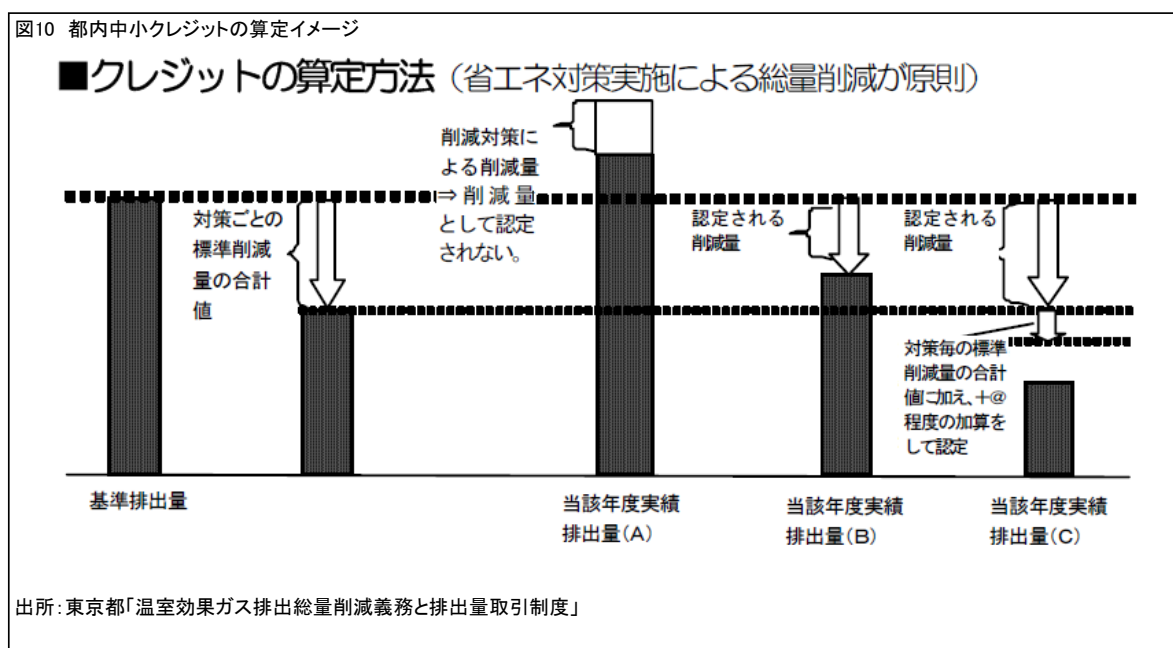 図10 都内中小クレジットの算定イメージ
■クレジットの算定方法（省エネ対策実施による総量削減が原則）
削減対策に
よる削減量
⇒削減量
として認定
されない。
対策ごとの
標準削減
量の合計
値
認定される
削減量
認定される
削減量
対策毎の標準
削減量の合計
値に加え、+@
程度の加算を
して認定
基準排出量
当該年度実績
排出量(A)
当該年度実績
排出量(B)
当該年度実績
排出量(C)
出所：東京都「温室効果ガス排出総量削減義務と排出量取引制度」